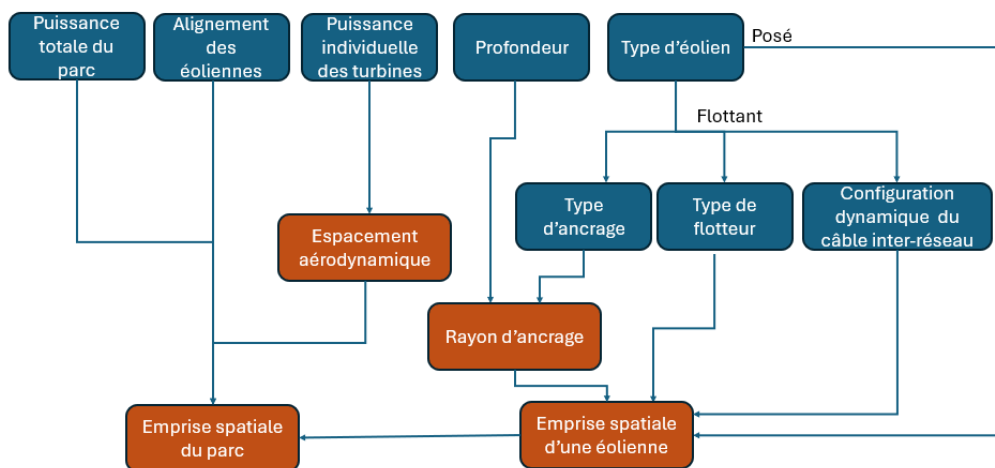 Puissance
totale du
parc
Alignement
des
éoliennes
Puissance
individuelle
des turbines
Profondeur
Type d'éolien
Posé
Flottant
Type
d'ancrage
Type de
flotteur
Configuration
dynamique du
câble inter-réseau
Espacement
aérodynamique
Rayon d'ancrage
Emprise spatiale
du parc
Emprise spatiale
d'une éolienne